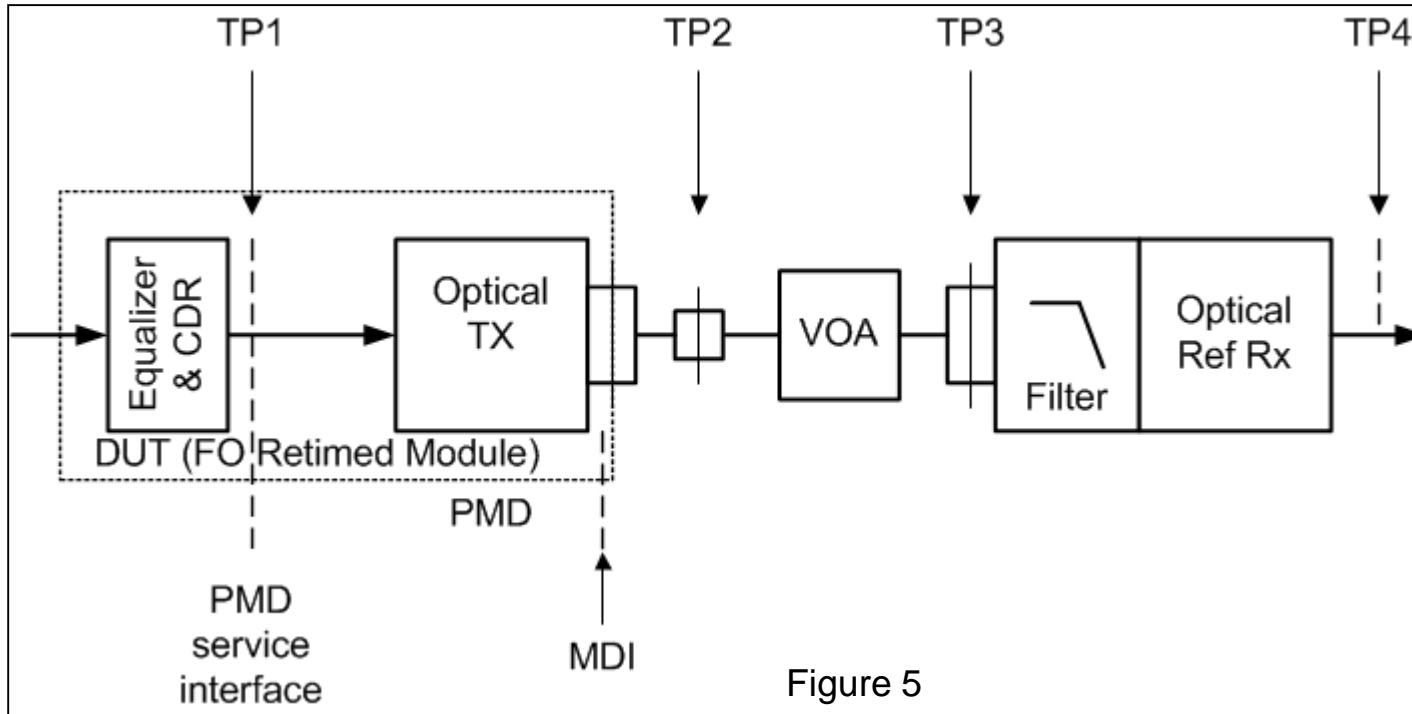 TP1
TP2
TP3
TP4
Equalizer
& CDR
Optical
TX
VOA
Filter
Optical
Ref Rx
DUT (FO Retimed Module)
PMD
PMD
service
interface
MDI
Figure 5